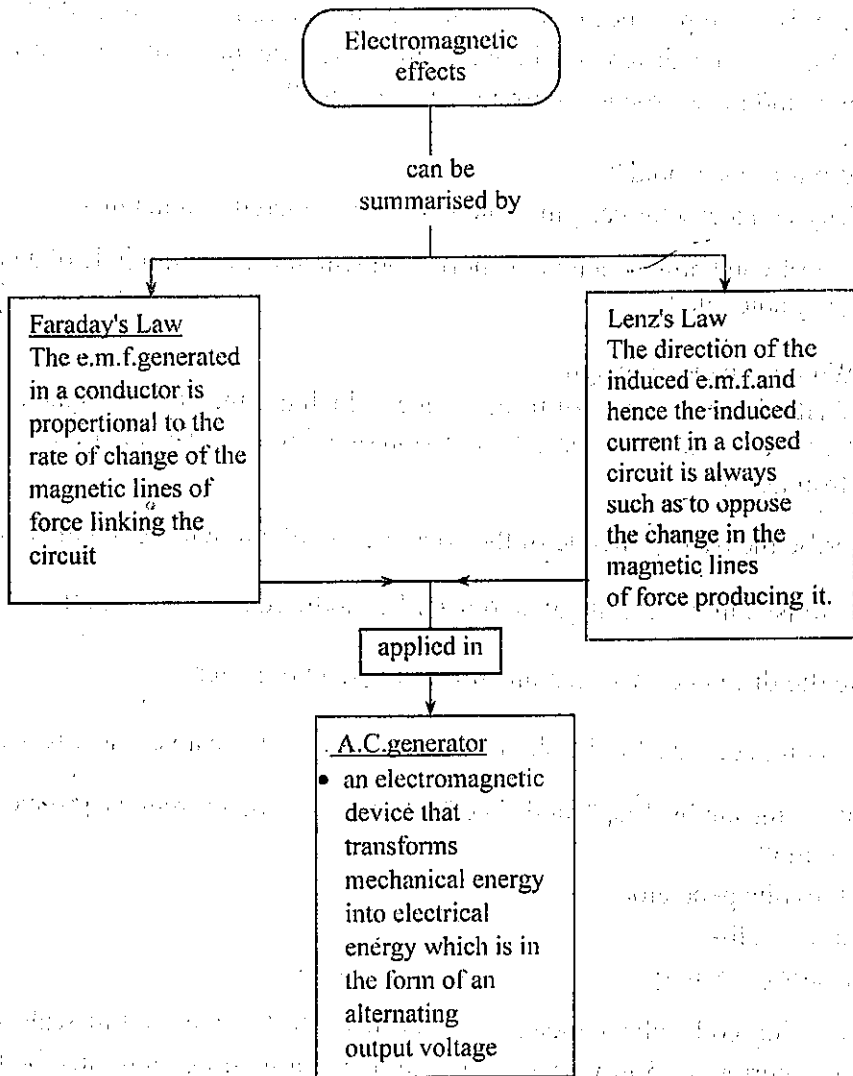 Electromagnetic
effects
can be
summarised by
Faraday's Law
The e.m.f.generated
in a conductor is
propertional to the
rate of change of the
magnetic lines of
force linking the
circuit
Lenz's Law
The direction of the
induced e.m.f.and
hence the induced
current in a closed
circuit is always
such as to oppose
the change in the
magnetic lines
of force producing it.
applied in
A.C.generator
• an electromagnetic
device that
transforms
mechanical energy
into electrical
energy which is in
the form of an
alternating
output voltage